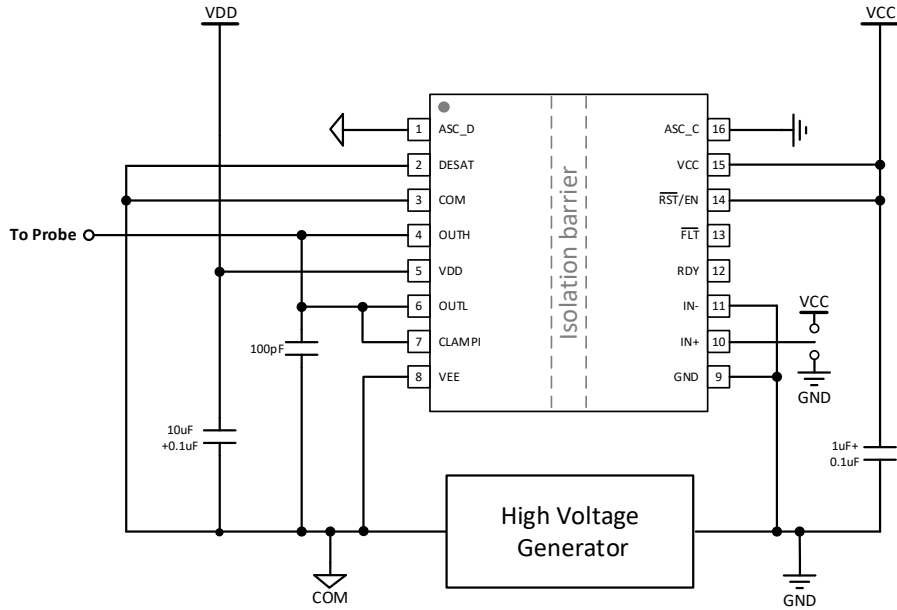 VDD
VCC
1 ASC_D
ASC_C 16
2 DESAT
VCC 15
3 COM
RST/EN 14
To Probe
4 OUTH
FLT 13
5 VDD
RDY 12
6 OUTL
IN- 11
7 CLAMPI
IN+ 10
8 VEE
GND 9
Isolation barrier
VCC
GND
100pF
10uF
+0.1uF
1uF+
0.1uF
High Voltage
Generator
COM
GND